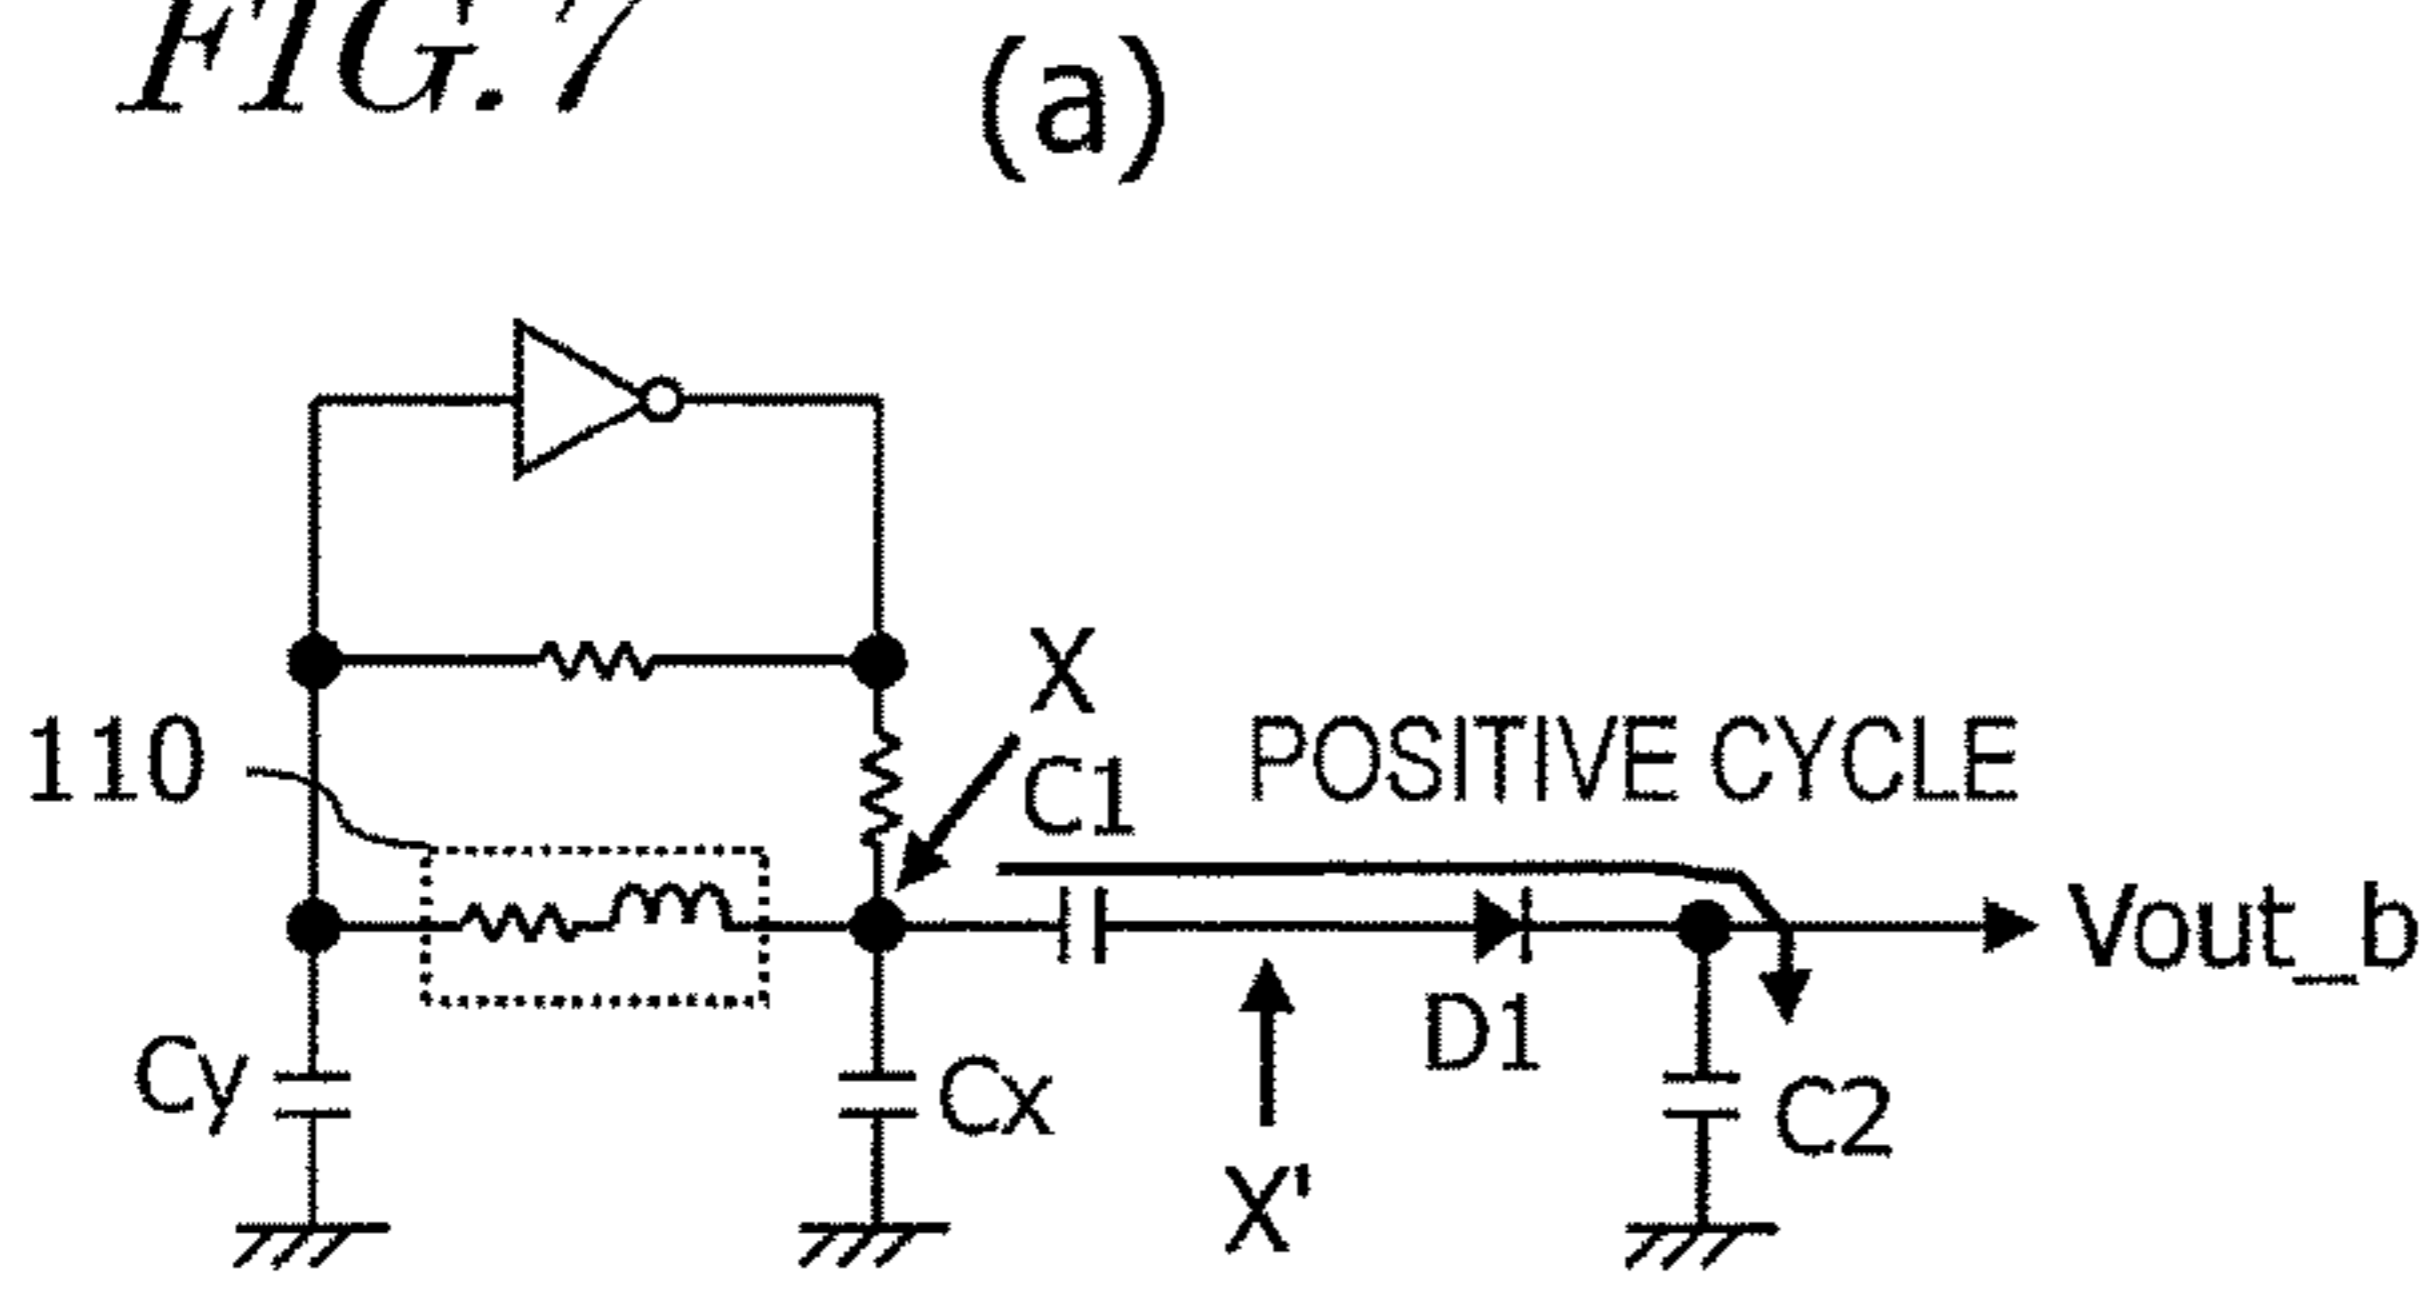 FIG.7
(a)
X
110
C1
POSITIVE CYCLE
Vout_b
D1
Cy
Cx
C2
X'